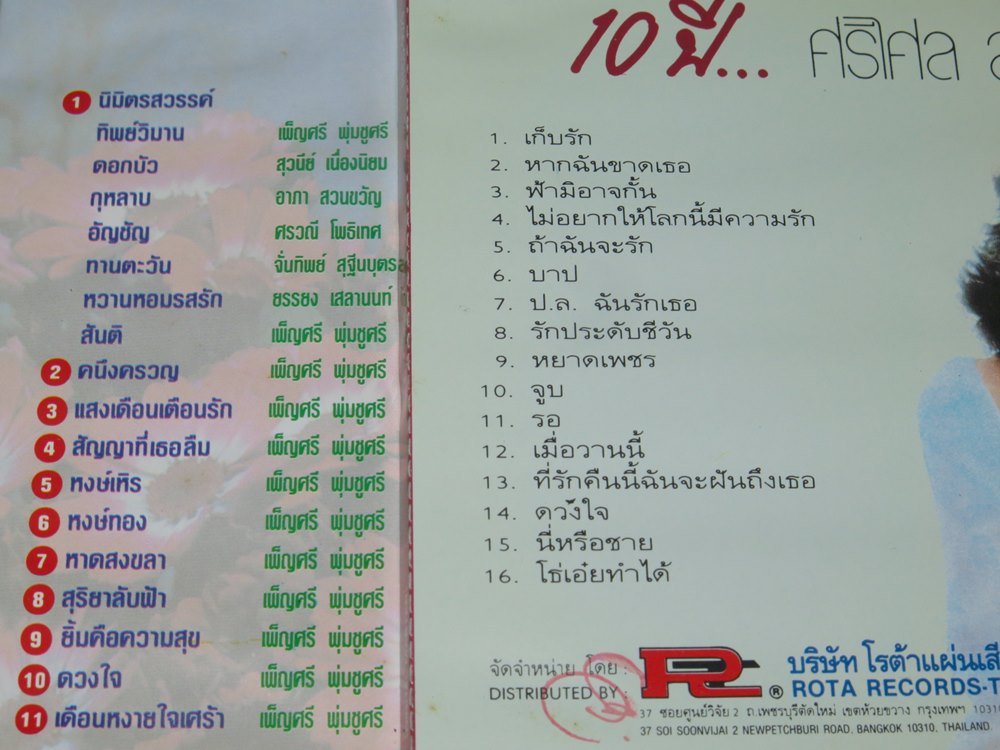 1 นิมิตรสวรรค์
ทิพย์วิมาน เพ็ญศรี พุ่มชูศรี
ดอกบัว สุวนีย์ เนื่องนิยม
กุหลาบ อาภา สวนขวัญ
อัญชัญ ศรวณี โพธิเทศ
ทานตะวัน จั่นทิพย์
หวานหอมรสรัก ยรรยง เสลานนท์
สันติ เพ็ญศรี พุ่มชูศรี
2 คนึงครวญ เพ็ญศรี พุ่มชูศรี
3 แสงเดือนเตือนรัก เพ็ญศรี พุ่มชูศรี
4 สัญญาที่เธอลืม เพ็ญศรี พุ่มชูศรี
5 หงษ์เหิร เพ็ญศรี พุ่มชูศรี
6 หงษ์ทอง เพ็ญศรี พุ่มชูศรี
7 หาดสงขลา เพ็ญศรี พุ่มชูศรี
8 สุริยาลับฟ้า เพ็ญศรี พุ่มชูศรี
9 ยิ้มคือความสุข เพ็ญศรี พุ่มชูศรี
10 ดวงใจ เพ็ญศรี พุ่มชูศรี
11 เดือนหงายใจเศร้า เพ็ญศรี พุ่มชูศรี
10 ปี... ศรีไศล
1. เก็บรัก
2. หากฉันขาดเธอ
3. ฟ้ามิอาจกั้น
4. ไม่อยากให้โลกนี้มีความรัก
5. ถ้าฉันจะรัก
6. บาป
7. ป.ล. ฉันรักเธอ
8. รักประดับชีวัน
9. หยาดเพชร
10. จูบ
11. รอ
12. เมื่อวานนี้
13. ที่รักคืนนี้ฉันจะฝันถึงเธอ
14. ดวงใจ
15. นี่หรือชาย
16. โธ่เอ๋ยทำได้
จัดจำหน่าย โดย :
DISTRIBUTED BY :
R ®
บริษัท โรต้าแผ่นเสี
ROTA RECORDS-T
37 ซอยศูนย์วิจัย 2 ถ.เพชรบุรีตัดใหม่ เขตห้วยขวาง กรุงเทพฯ 10310
37 SOI SOONVIJAI 2 NEWPETCHBURI ROAD, BANGKOK 10310, THAILAND.